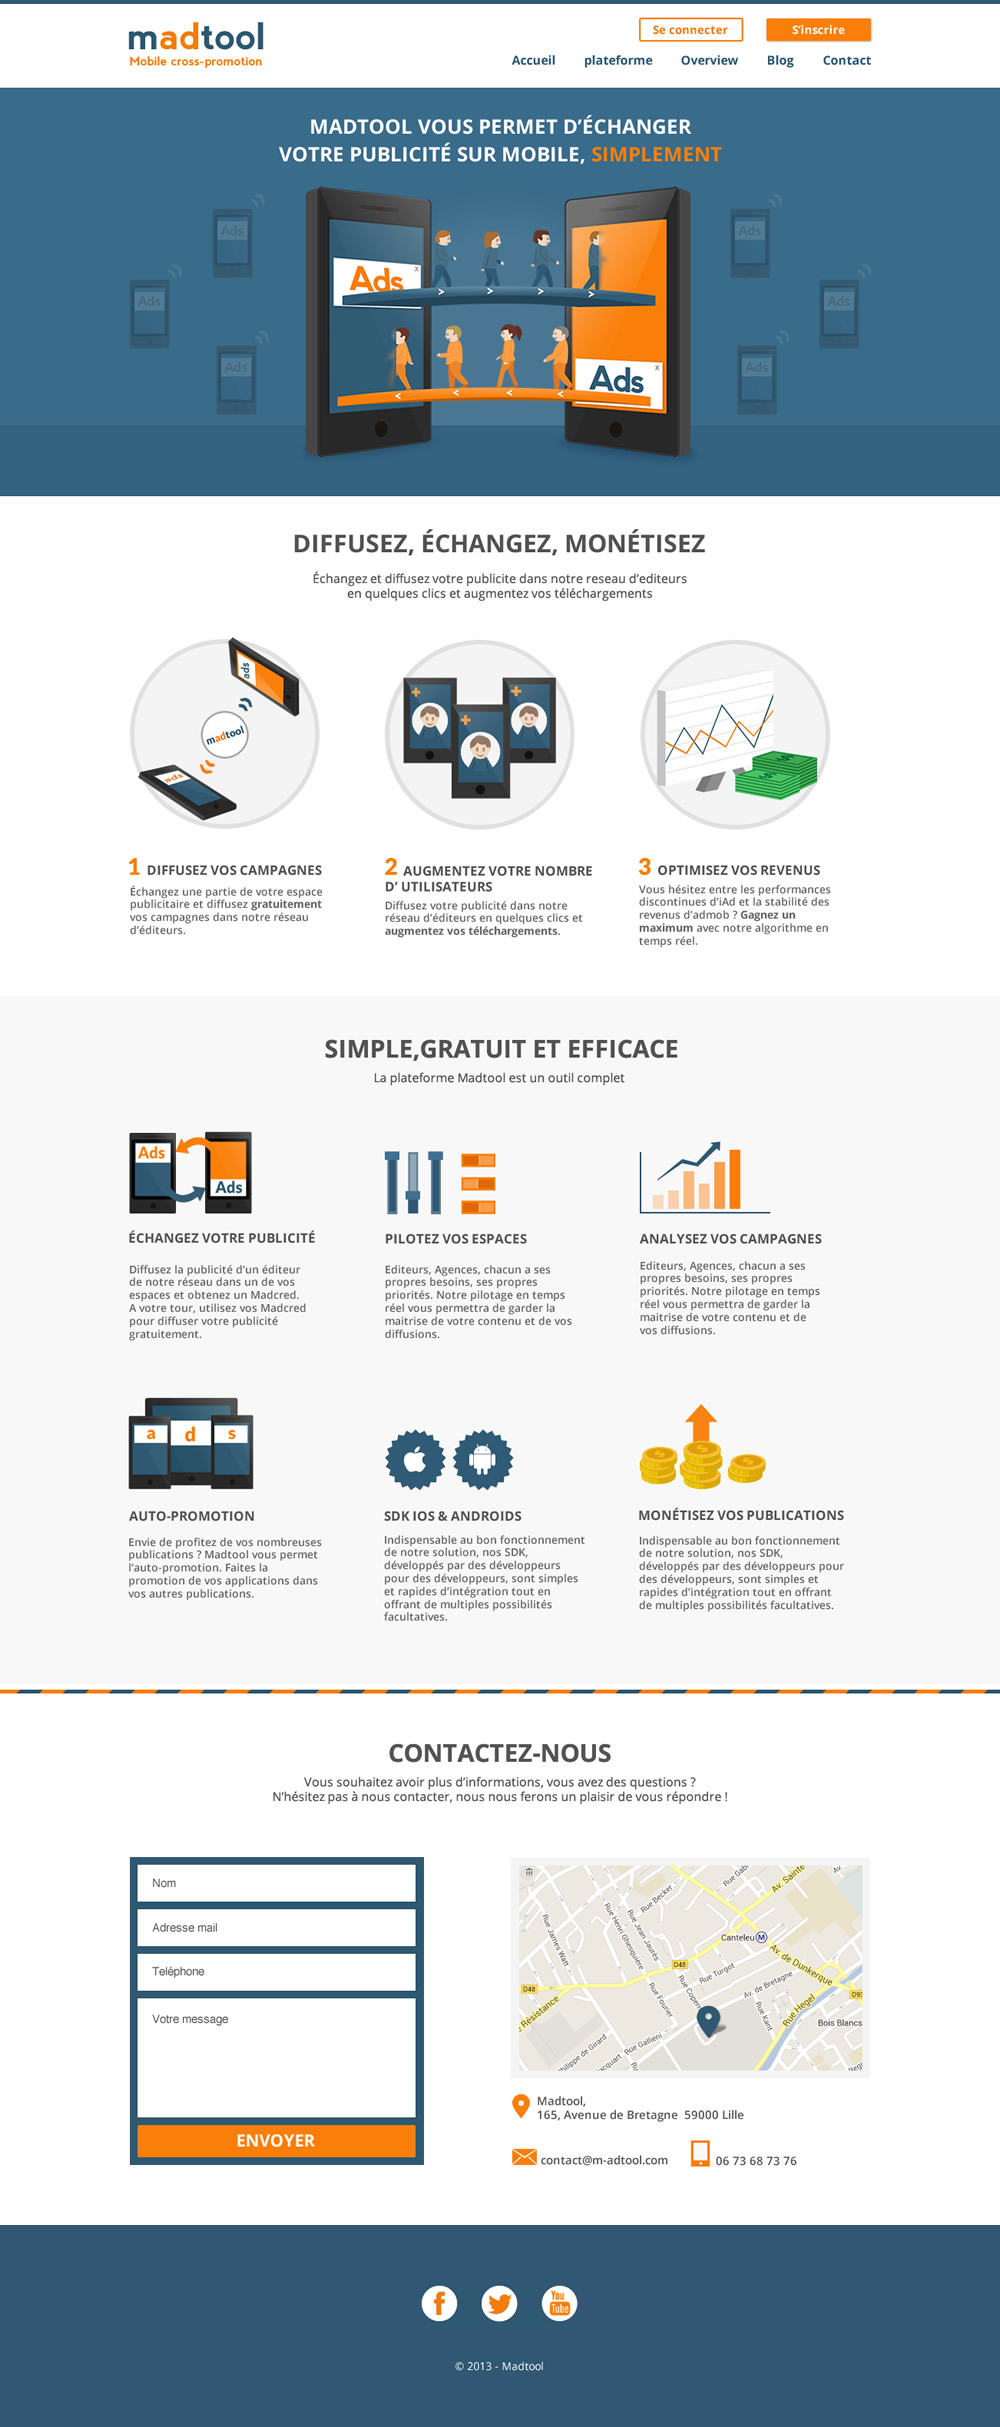 madtool
Mobile cross-promotion
Se connecter
S'inscrire
Accueil
plateforme
Overview
Blog
Contact
MADTOOL VOUS PERMET D'ÉCHANGER
VOTRE PUBLICITÉ SUR MOBILE, SIMPLEMENT
Ads
Ads
Ads
Ads
Ads
Ads
Ads
Ads
DIFFUSEZ, ÉCHANGEZ, MONÉTISEZ
Échangez et diffusez votre publicite dans notre reseau d'editeurs
en quelques clics et augmentez vos téléchargements
ads
madtool
ads
1 DIFFUSEZ VOS CAMPAGNES
Échangez une partie de votre espace
publicitaire et diffusez gratuitement
vos campagnes dans notre réseau
d'éditeurs.
2 AUGMENTEZ VOTRE NOMBRE
D' UTILISATEURS
Diffusez votre publicité dans notre
réseau d'éditeurs en quelques clics et
augmentez vos téléchargements.
3 OPTIMISEZ VOS REVENUS
Vous hésitez entre les performances
discontinues d'iAd et la stabilité des
revenus d'admob ? Gagnez un
maximum avec notre algorithme en
temps réel.
SIMPLE,GRATUIT ET EFFICACE
La plateforme Madtool est un outil complet
Ads
Ads
ÉCHANGEZ VOTRE PUBLICITÉ
Diffusez la publicité d'un éditeur
de notre réseau dans un de vos
espaces et obtenez un Madcred.
A votre tour, utilisez vos Madcred
pour diffuser votre publicité
gratuitement.
PILOTEZ VOS ESPACES
Editeurs, Agences, chacun a ses
propres besoins, ses propres
priorités. Notre pilotage en temps
réel vous permettra de garder la
maitrise de votre contenu et de vos
diffusions.
ANALYSEZ VOS CAMPAGNES
Editeurs, Agences, chacun a ses
propres besoins, ses propres
priorités. Notre pilotage en temps
réel vous permettra de garder la
maitrise de votre contenu et de
vos diffusions.
a d s
AUTO-PROMOTION
Envie de profitez de vos nombreuses
publications ? Madtool vous permet
l'auto-promotion. Faites la
promotion de vos applications dans
vos autres publications.
SDK IOS & ANDROIDS
Indispensable au bon fonctionnement
de notre solution, nos SDK,
développés par des développeurs
pour des développeurs, sont simples
et rapides d'intégration tout en
offrant de multiples possibilités
facultatives.
MONÉTISEZ VOS PUBLICATIONS
Indispensable au bon fonctionnement
de notre solution, nos SDK,
développés par des développeurs pour
des développeurs, sont simples et
rapides d'intégration tout en offrant
de multiples possibilités facultatives.
CONTACTEZ-NOUS
Vous souhaitez avoir plus d'informations, vous avez des questions ?
N'hésitez pas à nous contacter, nous nous ferons un plaisir de vous répondre !
Nom
Adresse mail
Teléphone
Votre message
ENVOYER
Rue Becker
Av. Sainte
Rue James Watt
Rue Henri Ghesquière
Rue Jean Jaurès
Canteleu M
Av. de Dunkerque
D48
Rue Turgot
Av. de Bretagne
D48
Rue Fourier
Rue Hegel
Rue Kant
Résistance
Rue Gallieni
Bois Blancs
Philippe de Girard
Madtool,
165, Avenue de Bretagne 59000 Lille
contact@m-adtool.com
06 73 68 73 76
You
Tube
© 2013 - Madtool